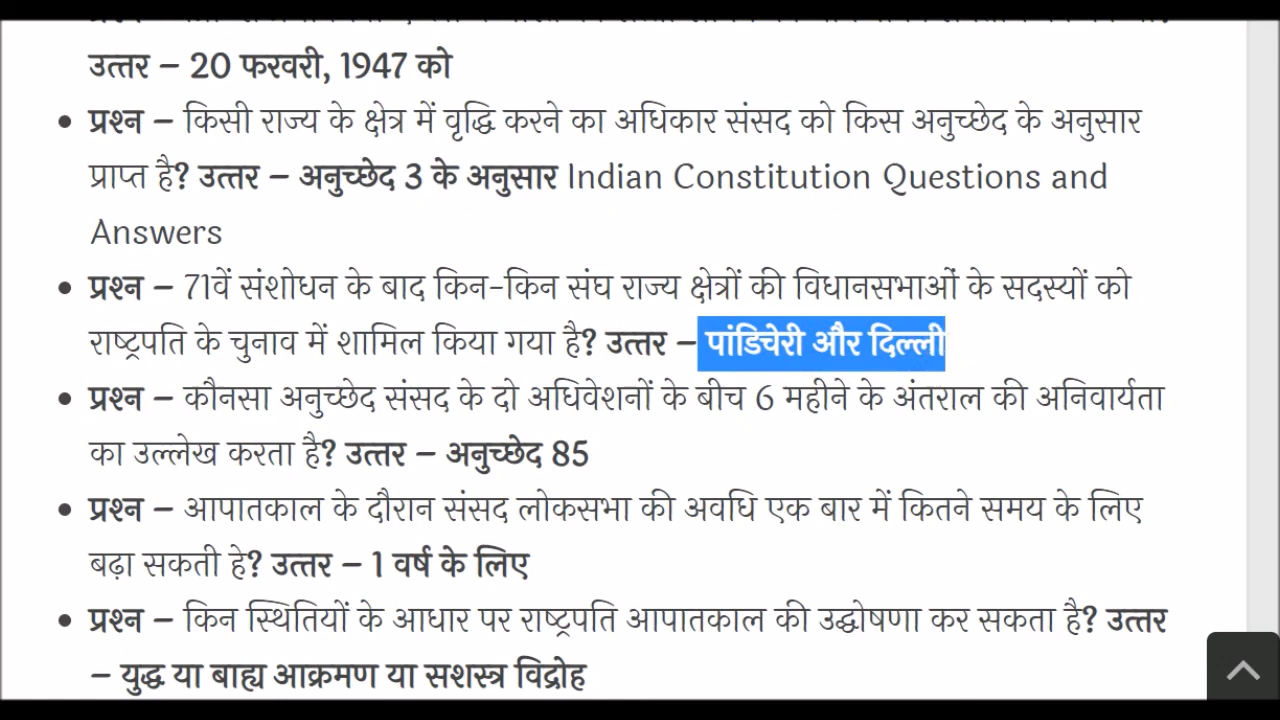 उत्तर – 20 फरवरी, 1947 को
• प्रश्न – किसी राज्य के क्षेत्र में वृद्धि करने का अधिकार संसद को किस अनुच्छेद के अनुसार
प्राप्त है? उत्तर – अनुच्छेद 3 के अनुसार Indian Constitution Questions and
Answers
• प्रश्न – 71वें संशोधन के बाद किन-किन संघ राज्य क्षेत्रों की विधानसभाओं के सदस्यों को
राष्ट्रपति के चुनाव में शामिल किया गया है? उत्तर – पांडिचेरी और दिल्ली
• प्रश्न – कौनसा अनुच्छेद संसद के दो अधिवेशनों के बीच 6 महीने के अंतराल की अनिवार्यता
का उल्लेख करता है? उत्तर – अनुच्छेद 85
• प्रश्न – आपातकाल के दौरान संसद लोकसभा की अवधि एक बार में कितने समय के लिए
बढ़ा सकती हे? उत्तर – 1 वर्ष के लिए
• प्रश्न – किन स्थितियों के आधार पर राष्ट्रपति आपातकाल की उद्घोषणा कर सकता है? उत्तर
– युद्ध या बाह्य आक्रमण या सशस्त्र विद्रोह